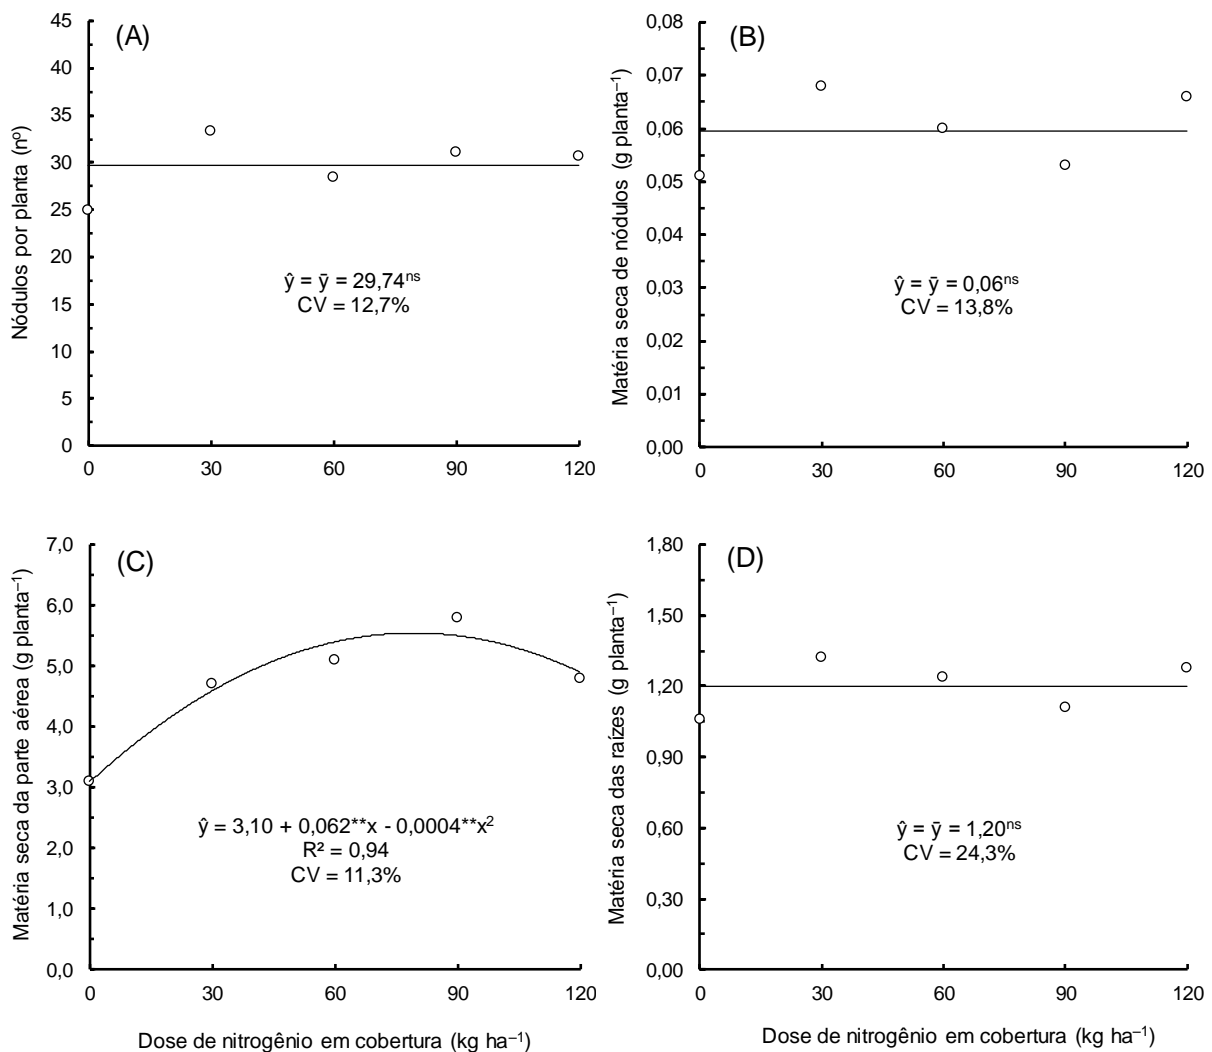 (A)
Nódulos por planta (nº)
45
40
35
30
25
20
15
10
5
0
ŷ = ȳ = 29,74ⁿˢ
CV = 12,7%
0 30 60 90 120
(B)
Matéria seca de nódulos (g planta⁻¹)
0,08
0,07
0,06
0,05
0,04
0,03
0,02
0,01
0,00
ŷ = ȳ = 0,06ⁿˢ
CV = 13,8%
0 30 60 90 120
(C)
Matéria seca da parte aérea (g planta⁻¹)
7,0
6,0
5,0
4,0
3,0
2,0
1,0
0,0
ŷ = 3,10 + 0,062**x - 0,0004**x²
R² = 0,94
CV = 11,3%
0 30 60 90 120
Dose de nitrogênio em cobertura (kg ha⁻¹)
(D)
Matéria seca das raízes (g planta⁻¹)
1,80
1,50
1,20
0,90
0,60
0,30
0,00
ŷ = ȳ = 1,20ⁿˢ
CV = 24,3%
0 30 60 90 120
Dose de nitrogênio em cobertura (kg ha⁻¹)